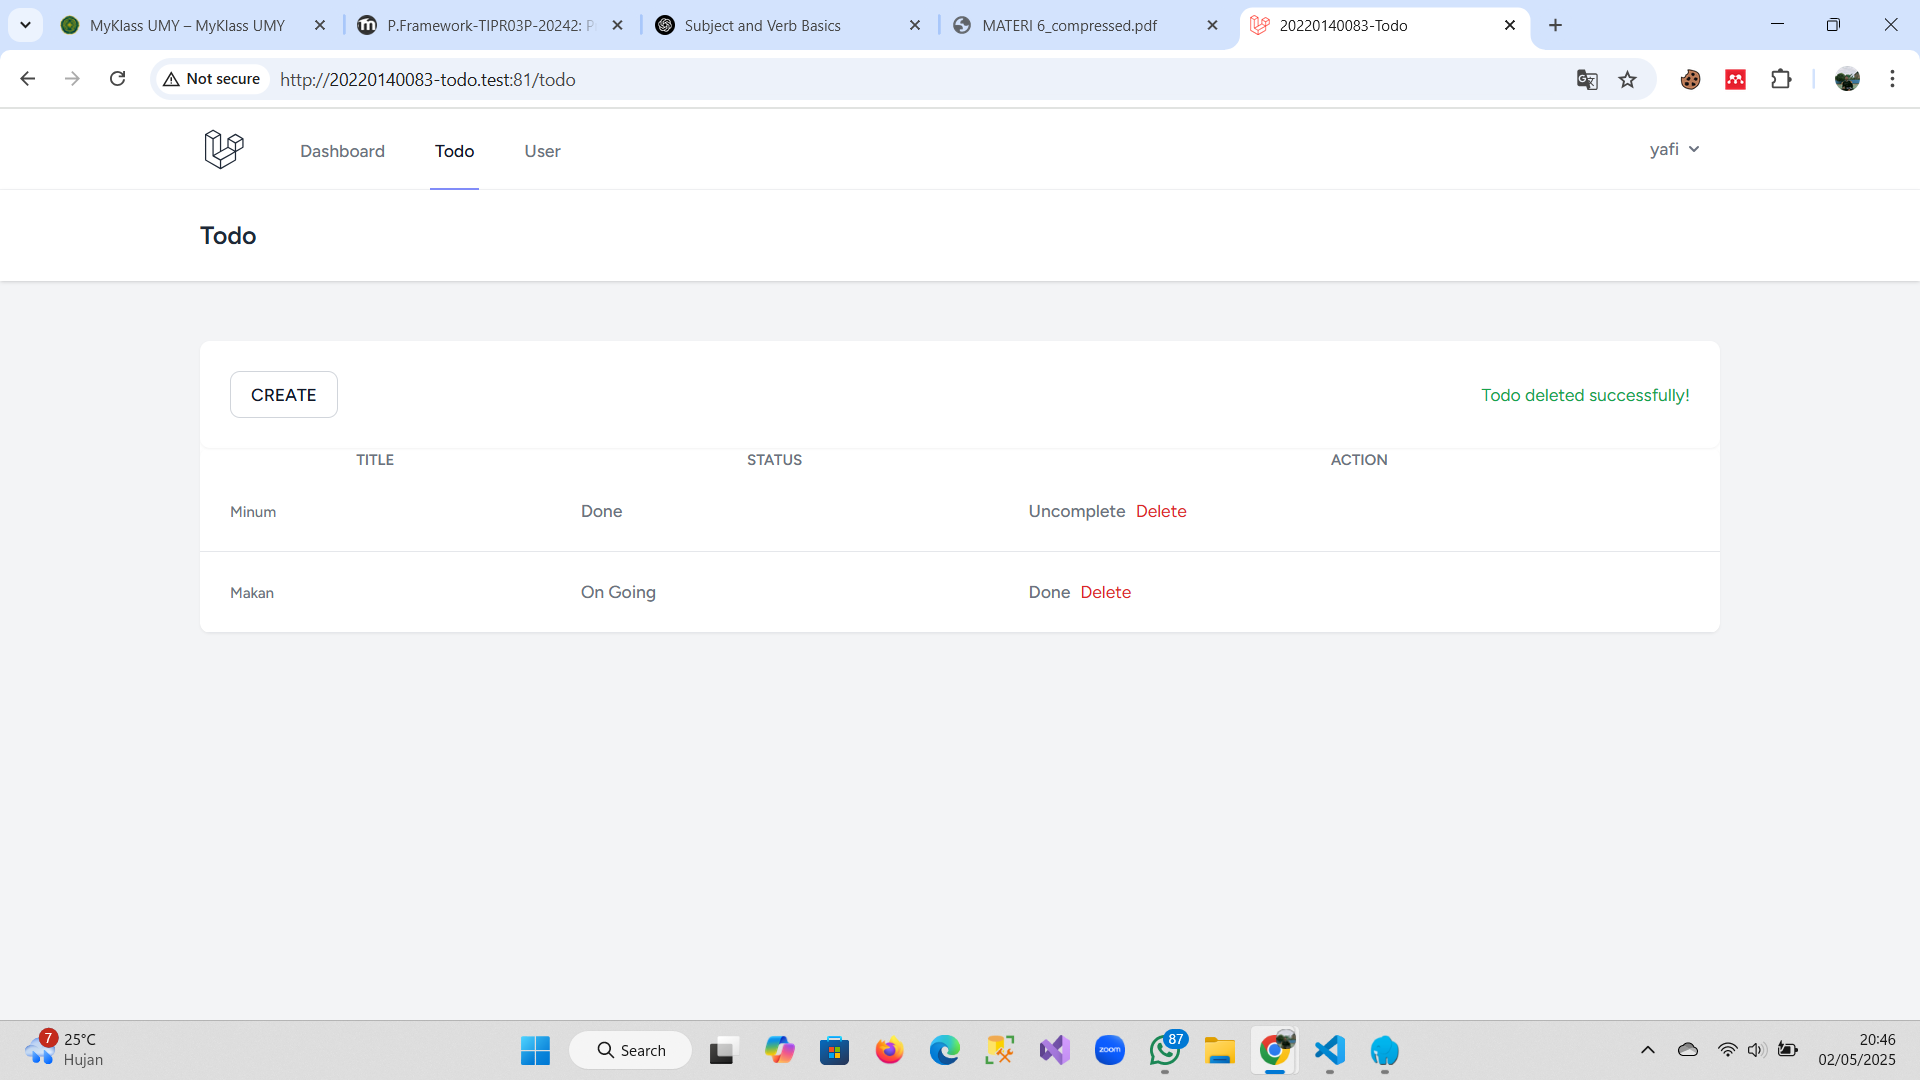 MyKlass UMY – MyKlass UMY
P.Framework-TIPR03P-20242: P
Subject and Verb Basics
MATERI 6_compressed.pdf
20220140083-Todo
Not secure
http://20220140083-todo.test:81/todo
Dashboard
Todo
User
yafi
Todo
CREATE
Todo deleted successfully!
TITLE STATUS ACTION
Minum Done Uncomplete Delete
Makan On Going Done Delete
7
25°C
Hujan
Search
zoom
87
20:46
02/05/2025